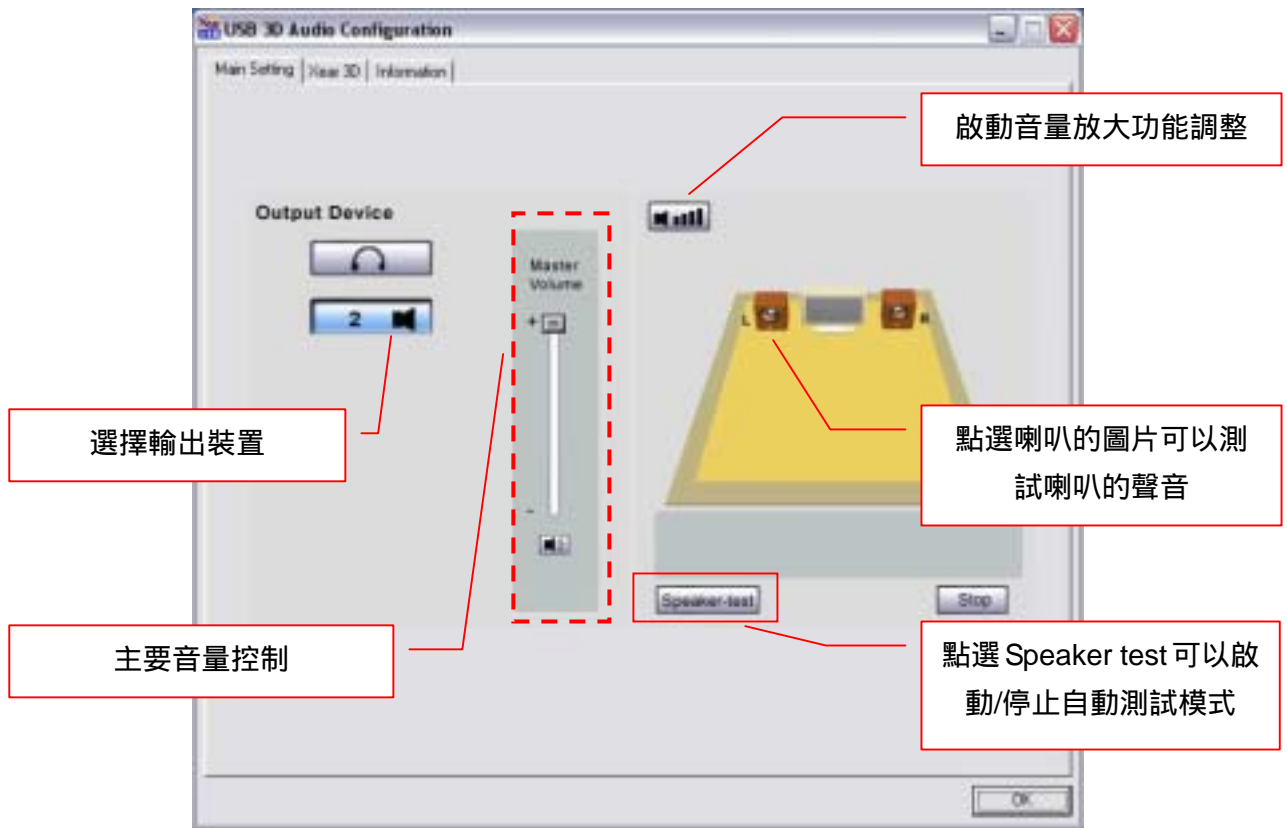 USB 3D Audio Configuration
Main Setting
Xear 3D
Information
啟動音量放大功能調整
Output Device
Master
Volume
+
2
L
R
選擇輸出裝置
點選喇叭的圖片可以測
試喇叭的聲音
-
Speaker-test
Stop
主要音量控制
點選 Speaker test 可以啟
動/停止自動測試模式
OK